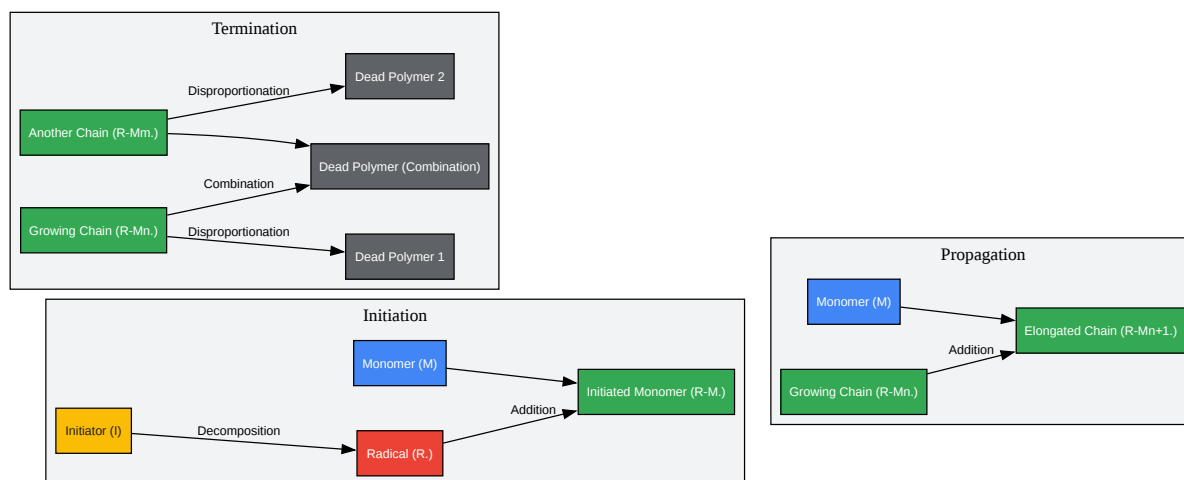 Termination
Dead Polymer 2
Disproportionation
Another Chain (R-Mm.)
Dead Polymer (Combination)
Combination
Growing Chain (R-Mn.)
Disproportionation
Dead Polymer 1
Initiation
Monomer (M)
Initiated Monomer (R-M.)
Addition
Initiator (I)
Decomposition
Radical (R.)
Propagation
Monomer (M)
Elongated Chain (R-Mn+1.)
Addition
Growing Chain (R-Mn.)